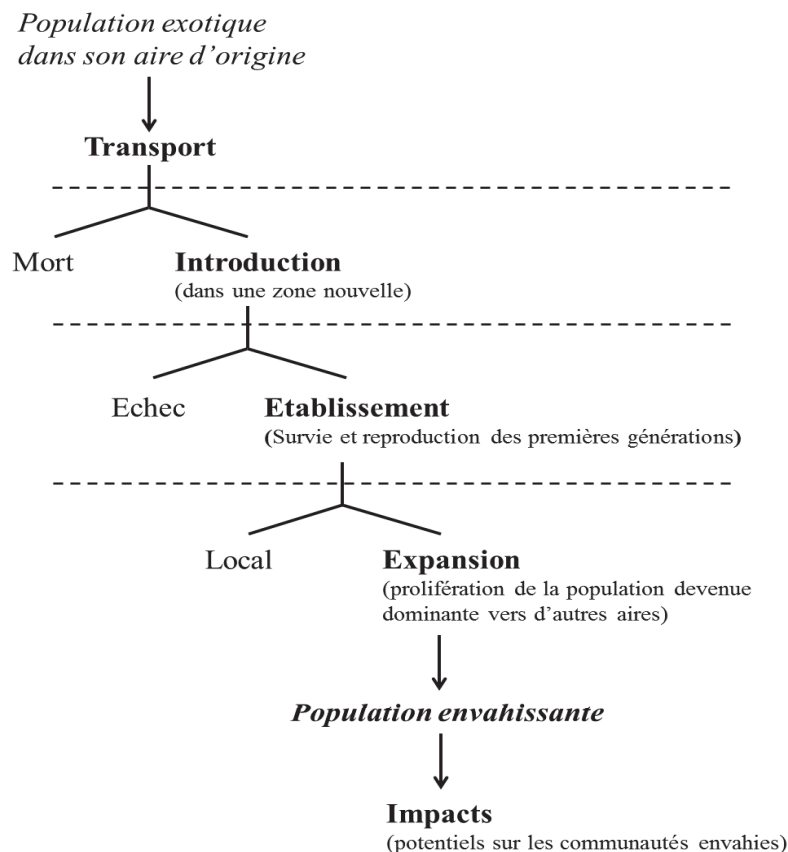 Population exotique
dans son aire d’origine
Transport
Mort
Introduction
(dans une zone nouvelle)
Echec
Etablissement
(Survie et reproduction des premières générations)
Local
Expansion
(prolifération de la population devenue
dominante vers d’autres aires)
Population envahissante
Impacts
(potentiels sur les communautés envahies)